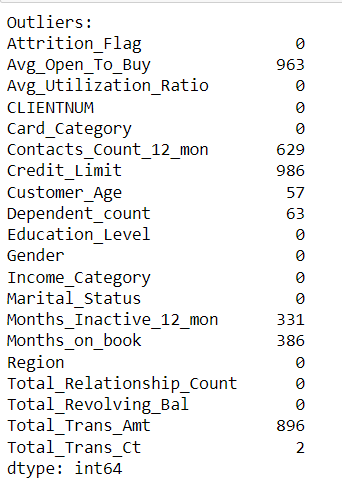 Outliers:
Attrition_Flag 0
Avg_Open_To_Buy 963
Avg_Utilization_Ratio 0
CLIENTNUM 0
Card_Category 0
Contacts_Count_12_mon 629
Credit_Limit 986
Customer_Age 57
Dependent_count 63
Education_Level 0
Gender 0
Income_Category 0
Marital_Status 0
Months_Inactive_12_mon 331
Months_on_book 386
Region 0
Total_Relationship_Count 0
Total_Revolving_Bal 0
Total_Trans_Amt 896
Total_Trans_Ct 2
dtype: int64